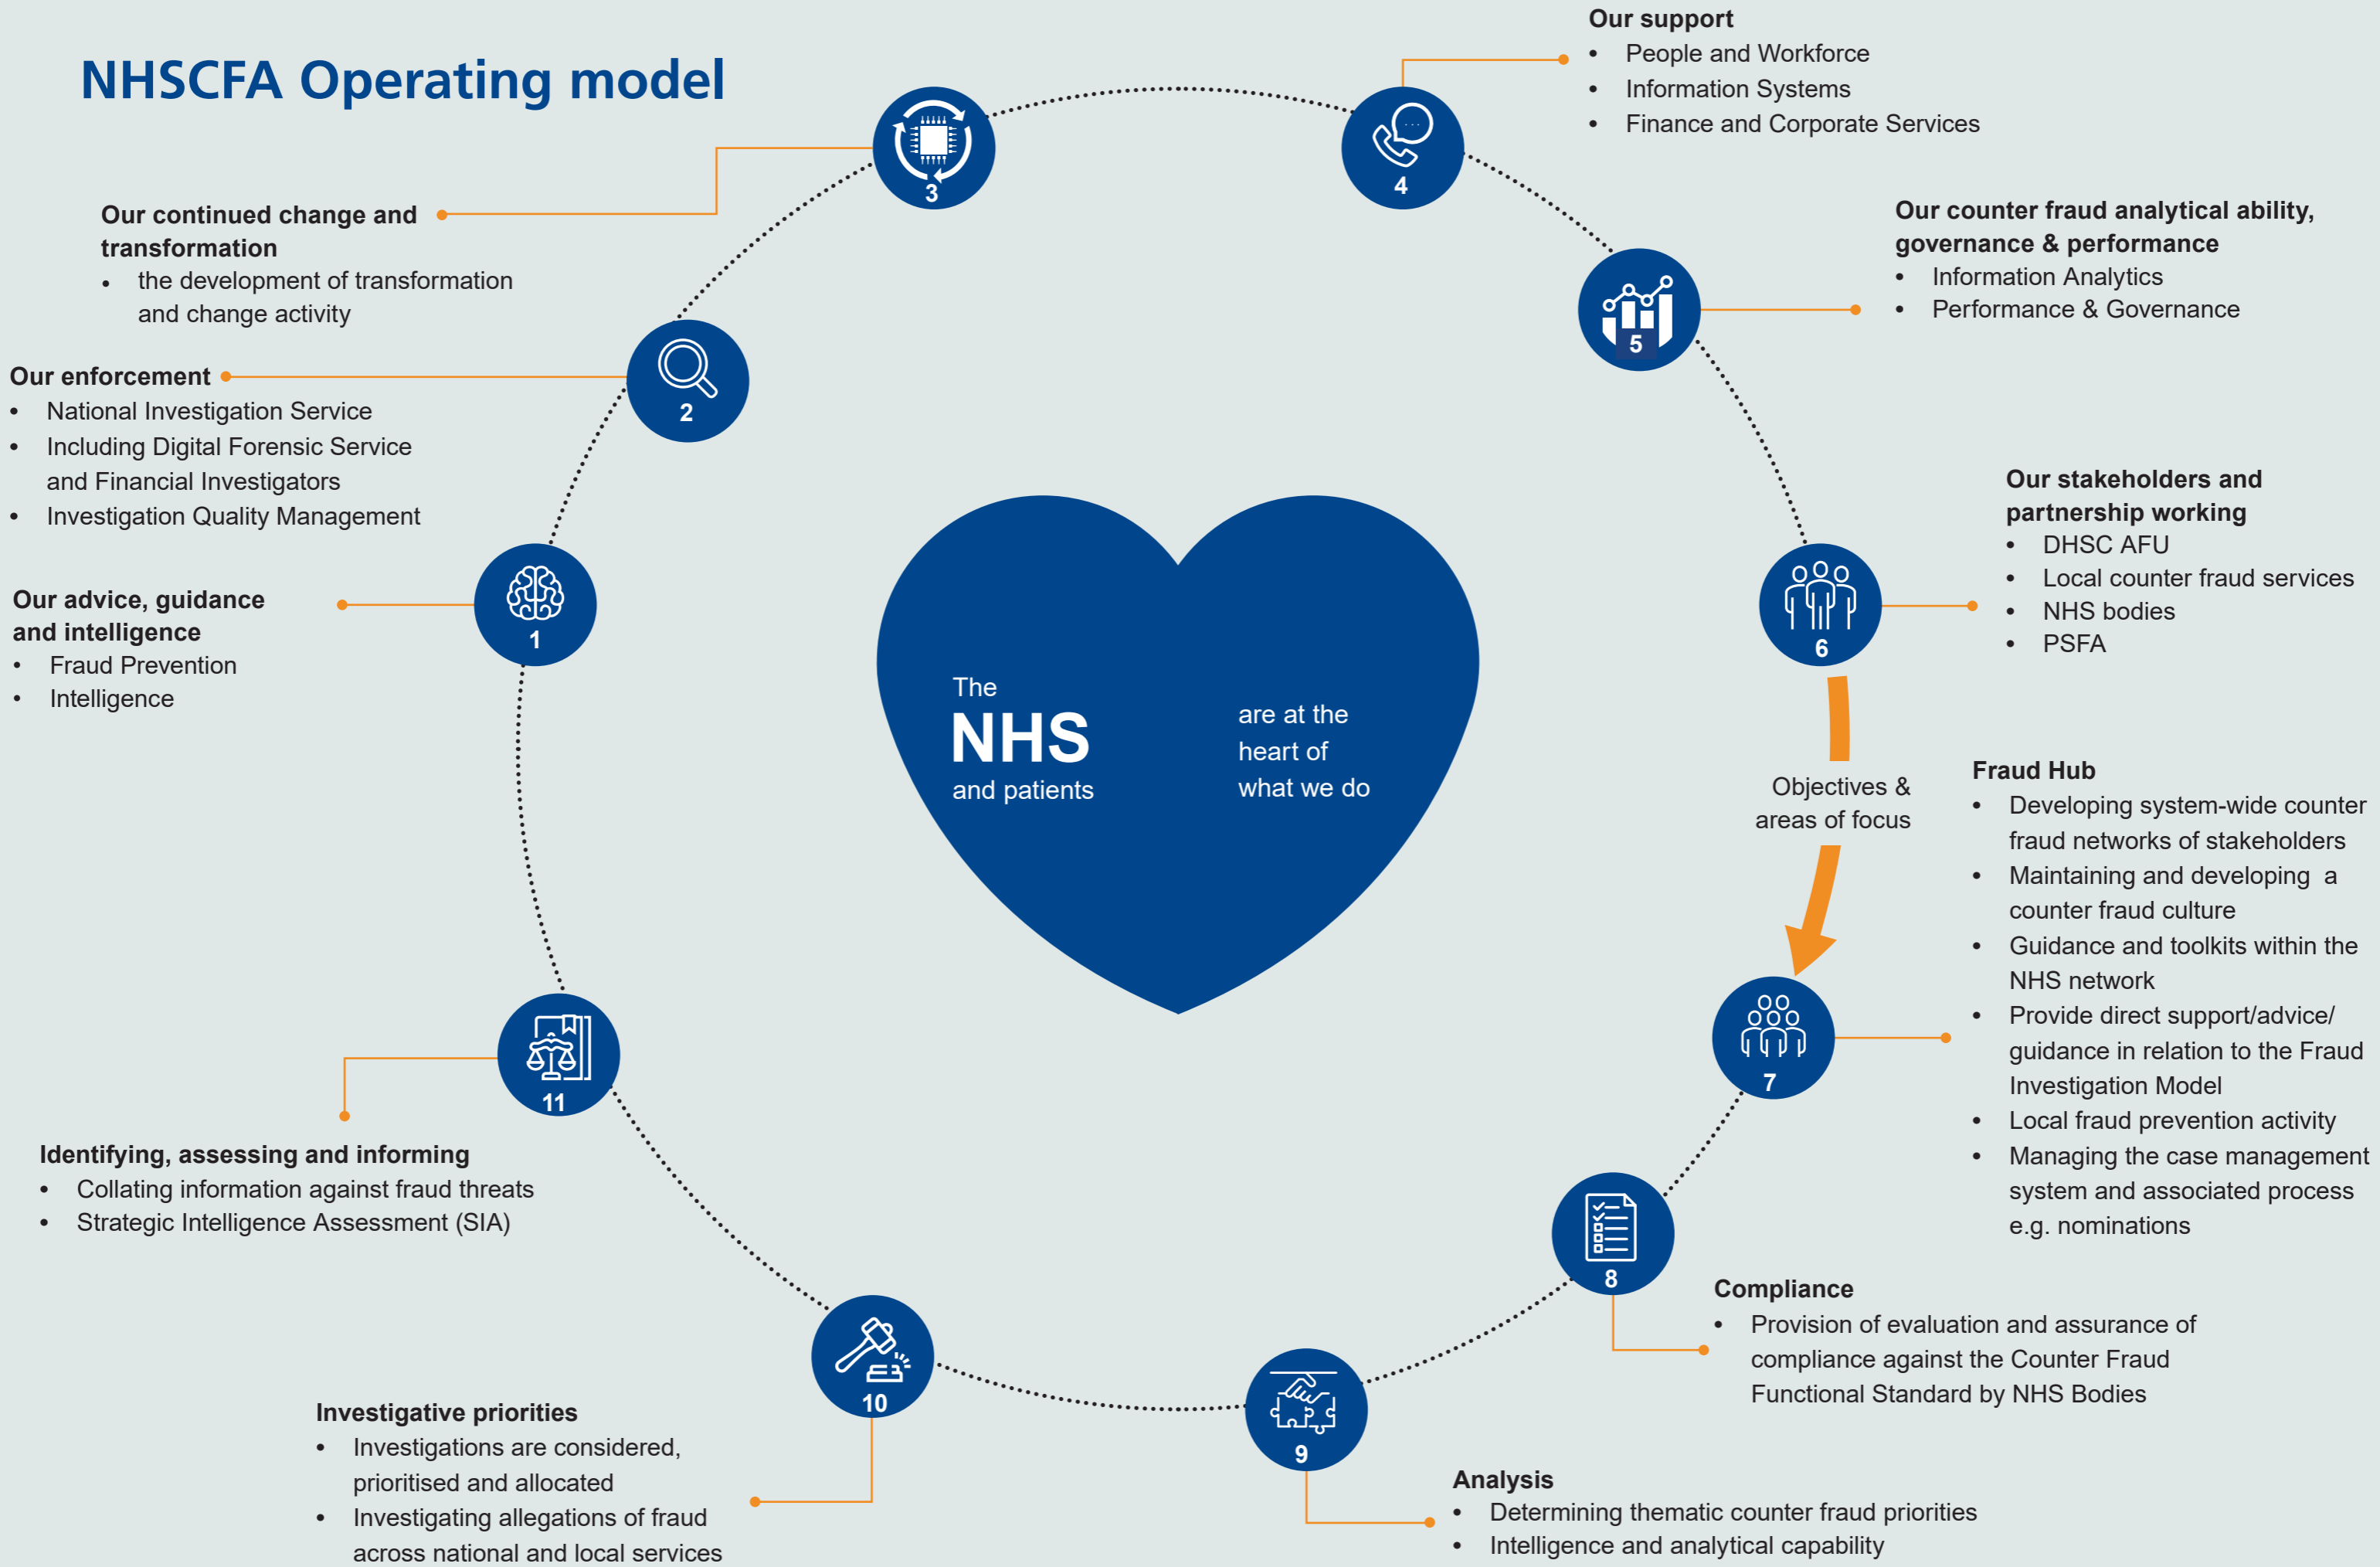 NHSCFA Operating model
3
Our continued change and
transformation
• the development of transformation
and change activity
2
Our enforcement
• National Investigation Service
• Including Digital Forensic Service
and Financial Investigators
• Investigation Quality Management
1
Our advice, guidance
and intelligence
• Fraud Prevention
• Intelligence
4
Our support
• People and Workforce
• Information Systems
• Finance and Corporate Services
5
Our counter fraud analytical ability,
governance & performance
• Information Analytics
• Performance & Governance
6
Our stakeholders and
partnership working
• DHSC AFU
• Local counter fraud services
• NHS bodies
• PSFA
The
NHS
and patients
are at the
heart of
what we do
Objectives &
areas of focus
7
Fraud Hub
• Developing system-wide counter
fraud networks of stakeholders
• Maintaining and developing a
counter fraud culture
• Guidance and toolkits within the
NHS network
• Provide direct support/advice/
guidance in relation to the Fraud
Investigation Model
• Local fraud prevention activity
• Managing the case management
system and associated process
e.g. nominations
8
Compliance
• Provision of evaluation and assurance of
compliance against the Counter Fraud
Functional Standard by NHS Bodies
9
Analysis
• Determining thematic counter fraud priorities
• Intelligence and analytical capability
10
Investigative priorities
• Investigations are considered,
prioritised and allocated
• Investigating allegations of fraud
across national and local services
11
Identifying, assessing and informing
• Collating information against fraud threats
• Strategic Intelligence Assessment (SIA)